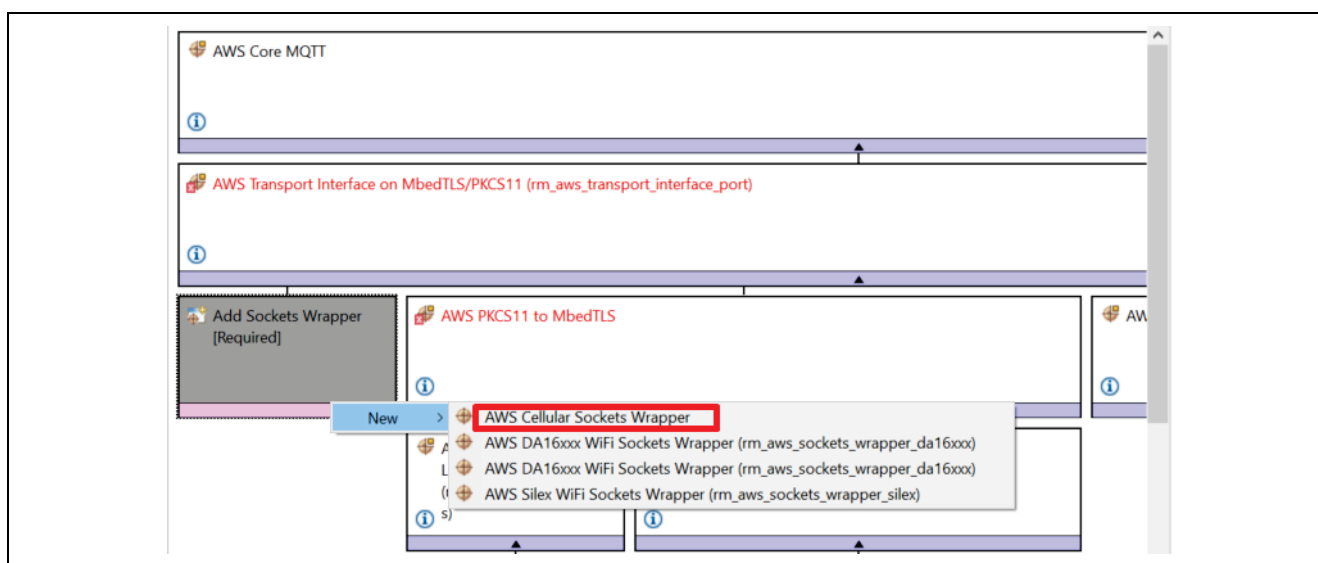 AWS Core MQTT
AWS Transport Interface on MbedTLS/PKCS11 (rm_aws_transport_interface_port)
Add Sockets Wrapper
[Required]
AWS PKCS11 to MbedTLS
AW
New
AWS Cellular Sockets Wrapper
AWS DA16xxx WiFi Sockets Wrapper (rm_aws_sockets_wrapper_da16xxx)
AWS DA16xxx WiFi Sockets Wrapper (rm_aws_sockets_wrapper_da16xxx)
AWS Silex WiFi Sockets Wrapper (rm_aws_sockets_wrapper_silex)
A
L
(r
s)